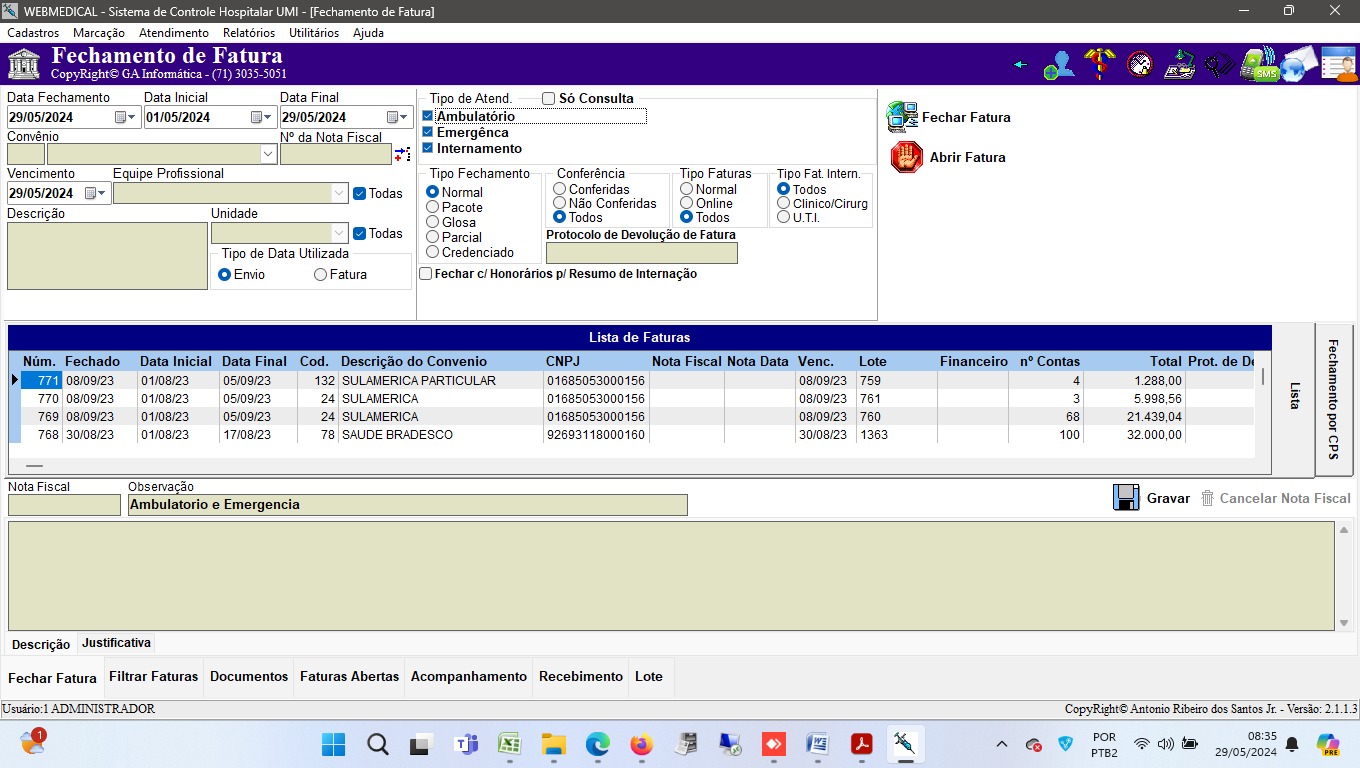 WEBMEDICAL - Sistema de Controle Hospitalar UMI - [Fechamento de Fatura]
Cadastros Marcação Atendimento Relatórios Utilitários Ajuda
Fechamento de Fatura
CopyRight© GA Informática - (71) 3035-5051
SMS
Data Fechamento Data Inicial Data Final
29/05/2024 01/05/2024 29/05/2024
Convênio Nº da Nota Fiscal
Vencimento Equipe Profissional
29/05/2024 Todas
Descrição Unidade
Todas
Tipo de Data Utilizada
Envio Fatura
Tipo de Atend. Só Consulta
Ambulatório
Emergênca
Internamento
Tipo Fechamento
Normal
Pacote
Glosa
Parcial
Credenciado
Conferência
Conferidas
Não Conferidas
Todos
Tipo Faturas
Normal
Online
Todos
Tipo Fat. Intern.
Todos
Clinico/Cirurg
U.T.I.
Protocolo de Devolução de Fatura
Fechar c/ Honorários p/ Resumo de Internação
Fechar Fatura
Abrir Fatura
Lista de Faturas
Núm. Fechado Data Inicial Data Final Cod. Descrição do Convenio CNPJ Nota Fiscal Nota Data Venc. Lote Financeiro nº Contas Total Prot. de De
771 08/09/23 01/08/23 05/09/23 132 SULAMERICA PARTICULAR 01685053000156 08/09/23 759 4 1.288,00
770 08/09/23 01/08/23 05/09/23 24 SULAMERICA 01685053000156 08/09/23 761 3 5.998,56
769 08/09/23 01/08/23 05/09/23 24 SULAMERICA 01685053000156 08/09/23 760 68 21.439,04
768 30/08/23 01/08/23 17/08/23 78 SAUDE BRADESCO 92693118000160 30/08/23 1363 100 32.000,00
Lista
Fechamento por CPS
Nota Fiscal Observação
Ambulatorio e Emergencia
Gravar Cancelar Nota Fiscal
Descrição Justificativa
Fechar Fatura Filtrar Faturas Documentos Faturas Abertas Acompanhamento Recebimento Lote
Usuário:1 ADMINISTRADOR CopyRight© Antonio Ribeiro dos Santos Jr. - Versão: 2.1.1.3
1
POR
PTB2
08:35
29/05/2024
PRE